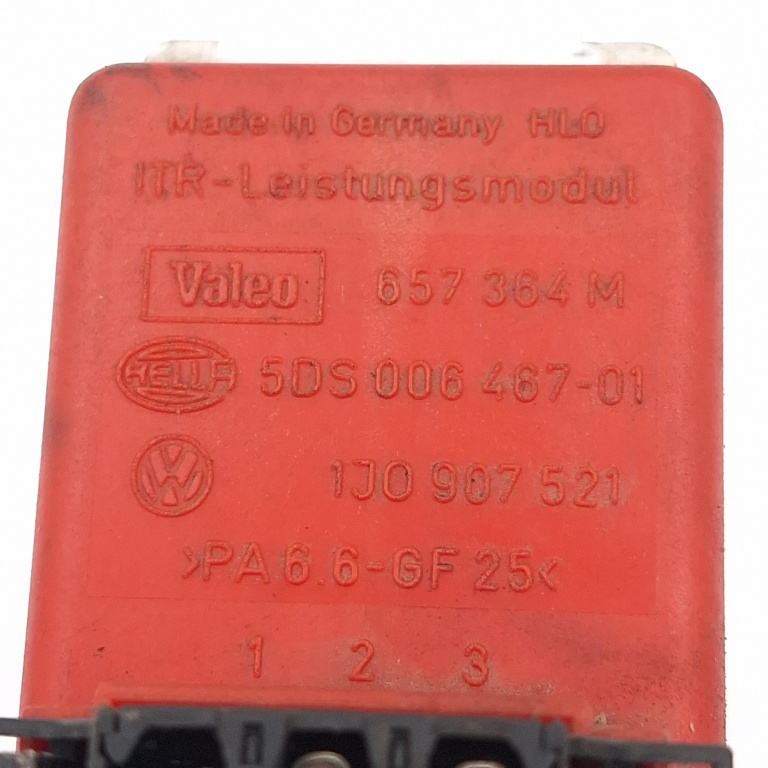 Made in Germany HLO
ITR-Leistungsmodul
Valeo 657 364 M
HELLA 5DS 006 467-01
VW 1J0 907 521
>PA 6.6-GF 25<
1 2 3